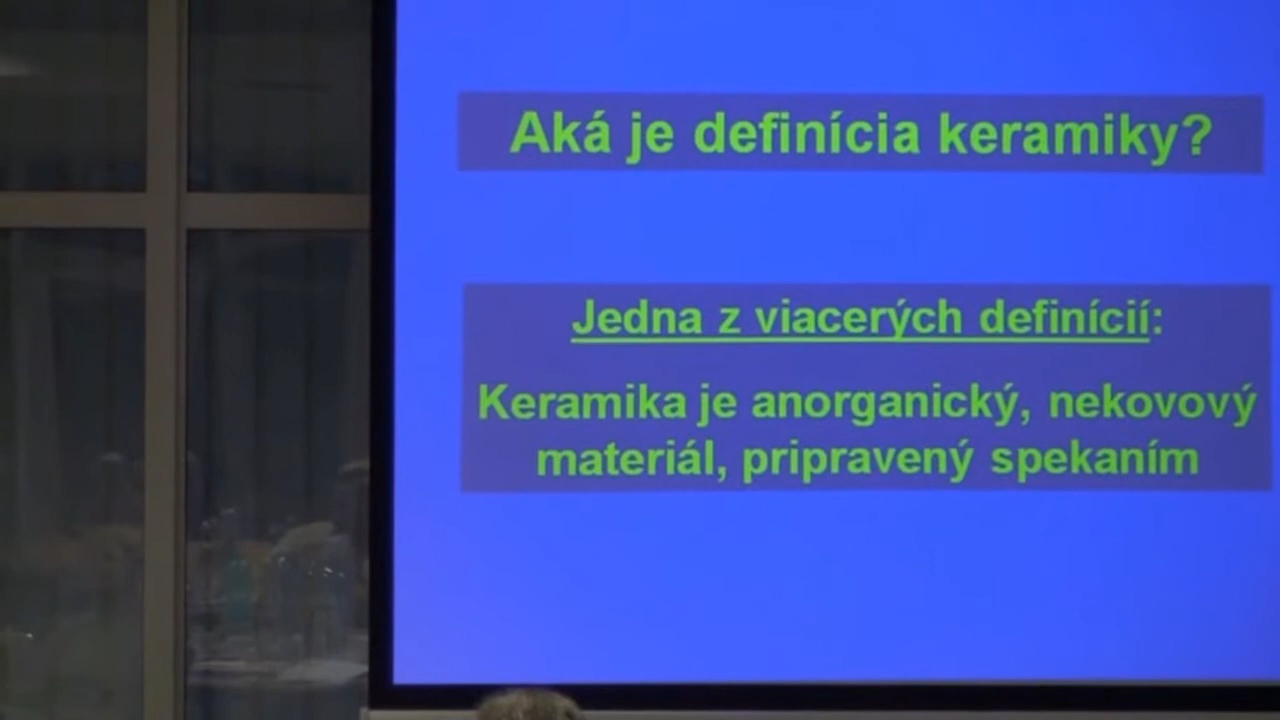 Aká je definícia keramiky?
Jedna z viacerých definícií:
Keramika je anorganický, nekovový
materiál, pripravený spekaním